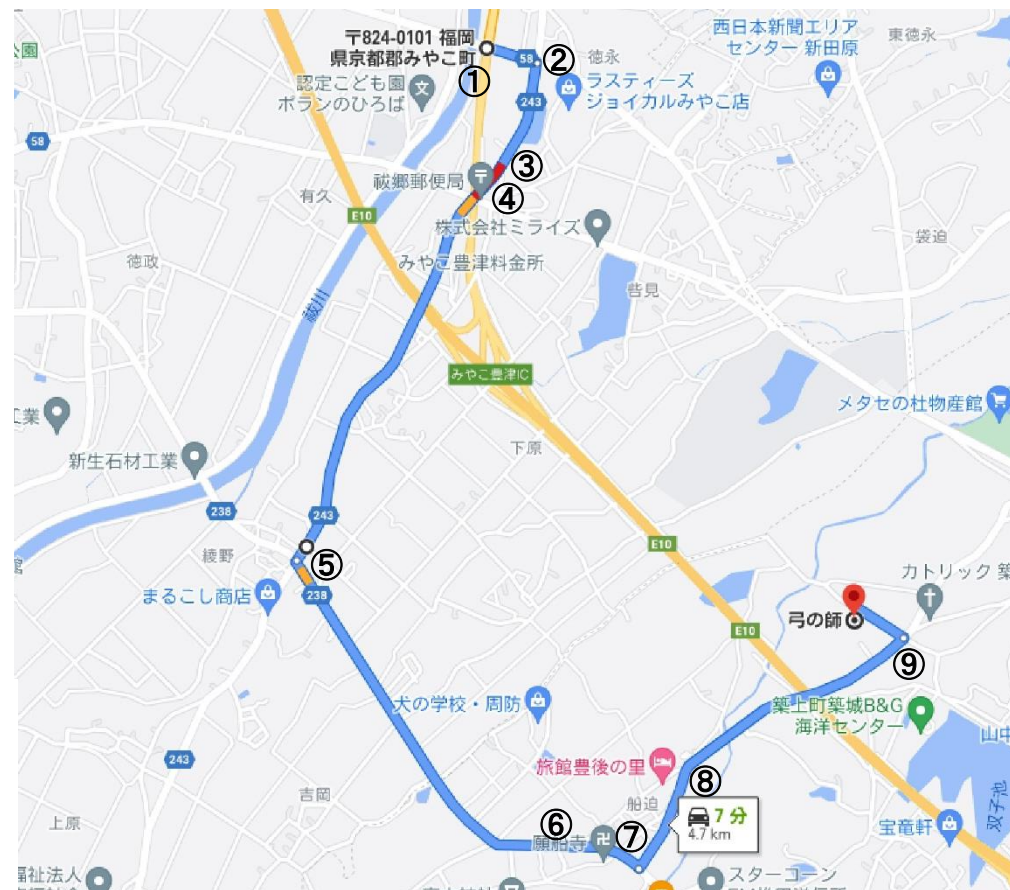 〒824-0101 福岡
県京都郡みやこ町
①
58
②
徳永
西日本新聞エリア
センター 新田原
東徳永
公園
認定こども園
ポランのひろば
243
ラスティーズ
ジョイカルみやこ店
58
祓郷郵便局
③
④
有久
E10
株式会社ミライズ
袋迫
徳政
みやこ豊津料金所
祓川
呰見
みやこ豊津IC
工業
メタセの杜物産館
下原
新生石材工業
238
243
綾野
⑤
E10
238
まるこし商店
カトリック 築
弓の師
E10
⑨
犬の学校・周防
築上町築城B&G
海洋センター
山中
243
旅館豊後の里
⑧
吉岡
船迫
7 分
4.7 km
双子池
上原
⑥
願船寺
⑦
宝竜軒
福祉法人
スターコーン